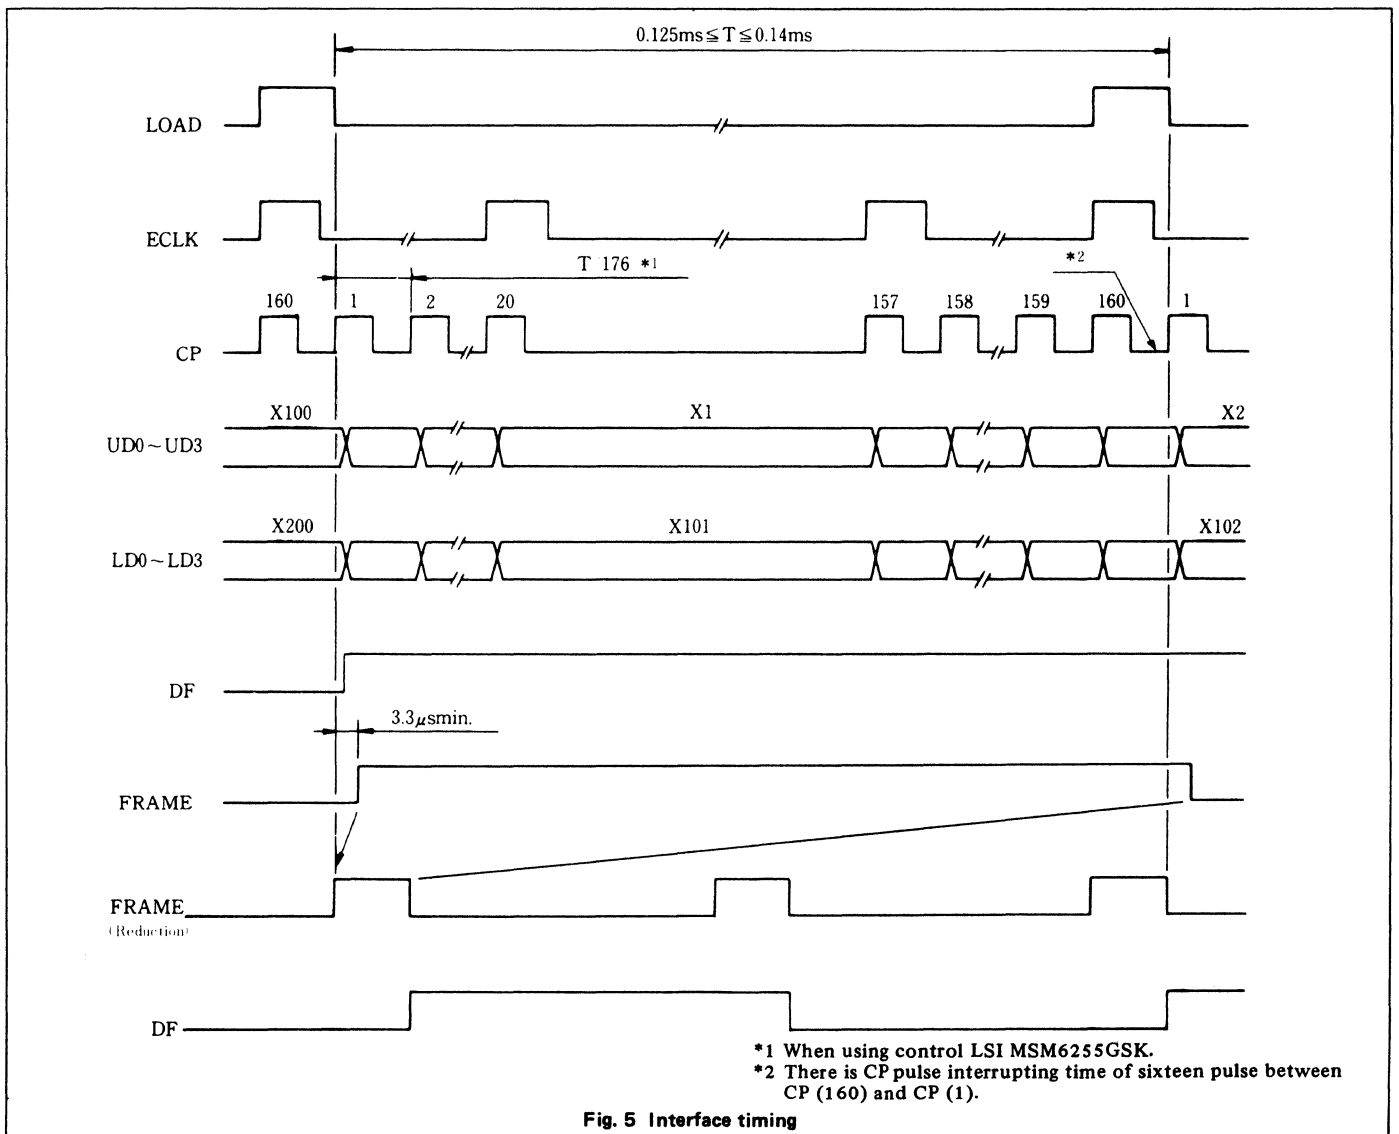 0.125ms≦T≦0.14ms
LOAD
ECLK
T 176 *1
*2
160 1 2 20 157 158 159 160 1
CP
X100 X1 X2
UD0~UD3
X200 X101 X102
LD0~LD3
DF
3.3μsmin.
FRAME
FRAME
(Reduction)
DF
*1 When using control LSI MSM6255GSK.
*2 There is CP pulse interrupting time of sixteen pulse between
CP (160) and CP (1).
Fig. 5 Interface timing